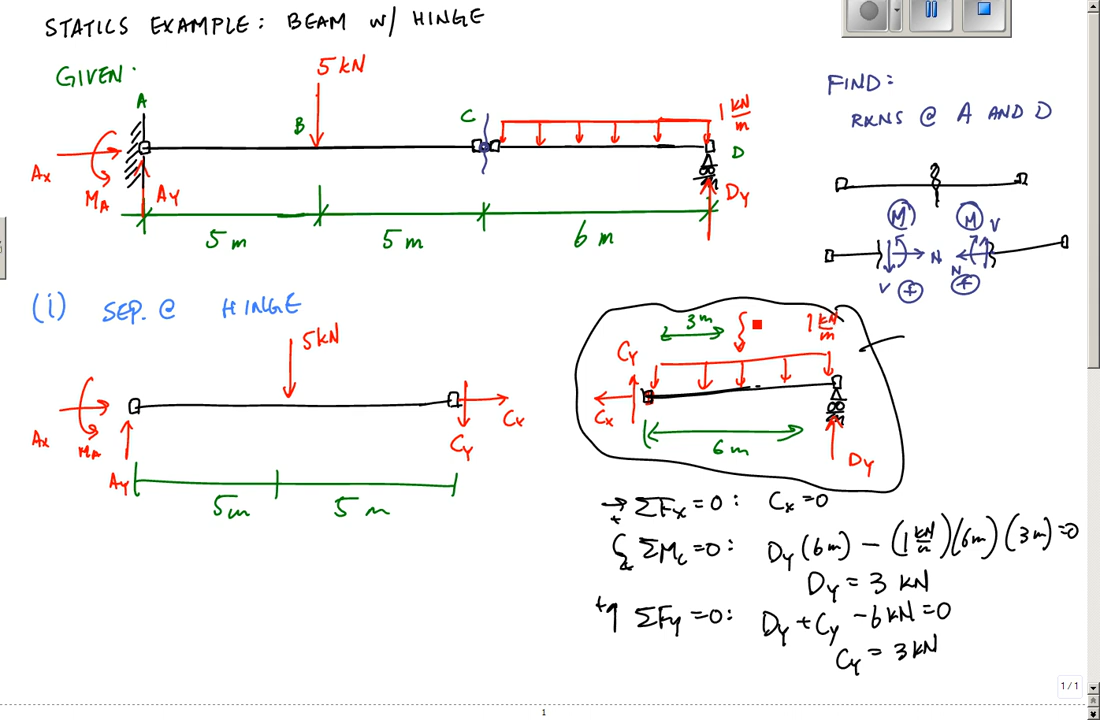 STATICS EXAMPLE: BEAM w/ HINGE
GIVEN:
5 kN
A
B
C
1 kN/m
D
Ax
MA
Ay
Dy
5 m
5 m
6 m
FIND:
RXNS @ A AND D
M
M
V
N
N
V
+
+
(i) SEP. @ HINGE
5 kN
Ax
MA
Ay
Cy
Cx
5m
5 m
3 m
1 kN/m
Cy
Cx
6 m
Dy
→+ ΣFx = 0: Cx = 0
ΣMc = 0: Dy (6m) − (1 kN/m)(6m)(3m) = 0
Dy = 3 kN
+↑ ΣFy = 0: Dy + Cy − 6 kN = 0
Cy = 3 kN
1/1
1